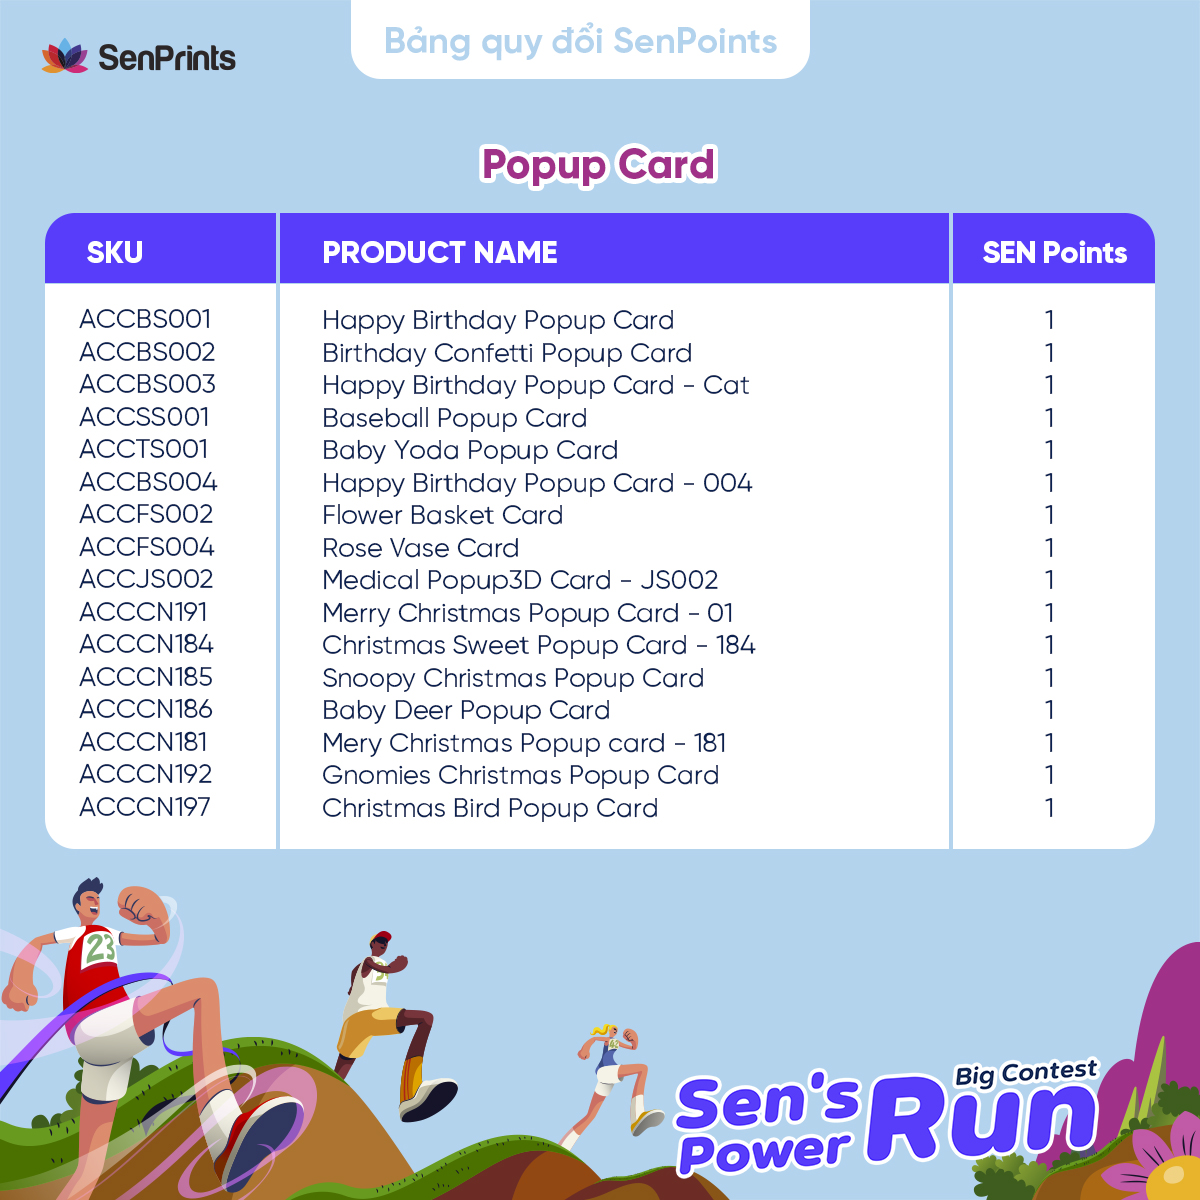 SenPrints
Bảng quy đổi SenPoints
Popup Card
SKU PRODUCT NAME SEN Points
ACCBS001 Happy Birthday Popup Card 1
ACCBS002 Birthday Confetti Popup Card 1
ACCBS003 Happy Birthday Popup Card - Cat 1
ACCSS001 Baseball Popup Card 1
ACCTS001 Baby Yoda Popup Card 1
ACCBS004 Happy Birthday Popup Card - 004 1
ACCFS002 Flower Basket Card 1
ACCFS004 Rose Vase Card 1
ACCJS002 Medical Popup3D Card - JS002 1
ACCCN191 Merry Christmas Popup Card - 01 1
ACCCN184 Christmas Sweet Popup Card - 184 1
ACCCN185 Snoopy Christmas Popup Card 1
ACCCN186 Baby Deer Popup Card 1
ACCCN181 Mery Christmas Popup card - 181 1
ACCCN192 Gnomies Christmas Popup Card 1
ACCCN197 Christmas Bird Popup Card 1
23
Big Contest
Sen's
Power
Run